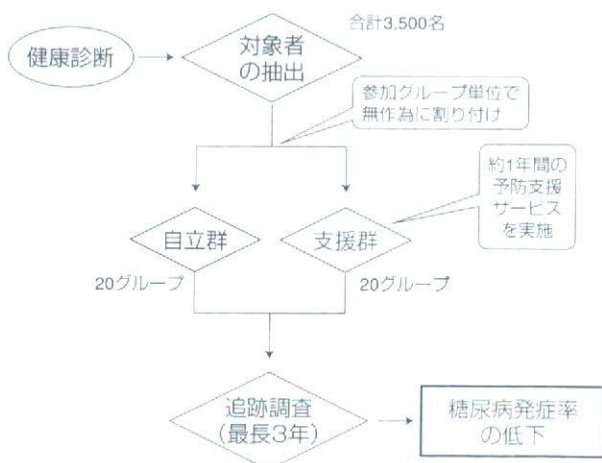 合計3,500名
健康診断
対象者
の抽出
参加グループ単位で
無作為に割り付け
約1年間の
予防支援
サービス
を実施
自立群
支援群
20グループ
20グループ
追跡調査
(最長3年)
糖尿病発症率
の低下